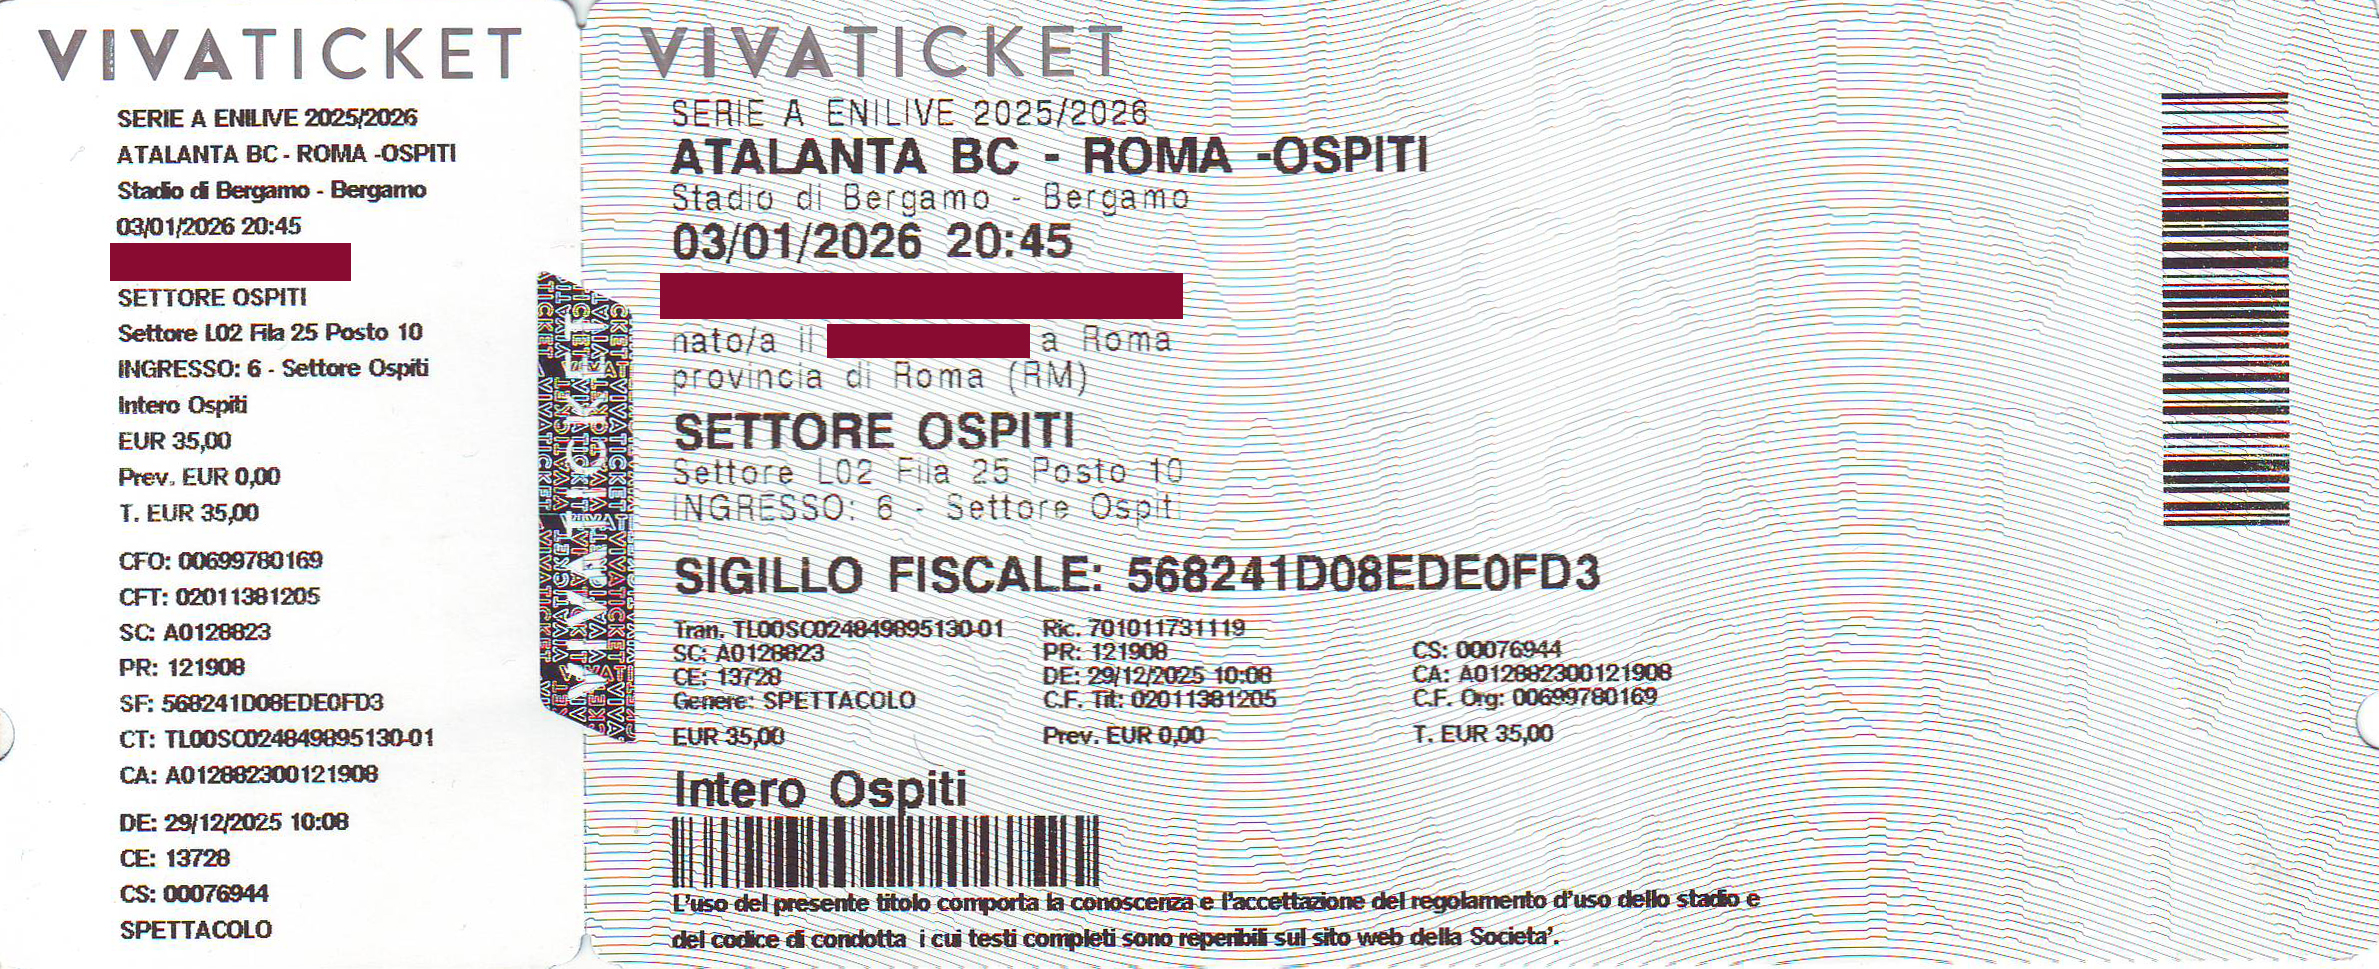 VIVATICKET
SERIE A ENILIVE 2025/2026
ATALANTA BC - ROMA -OSPITI
Stadio di Bergamo - Bergamo
03/01/2026 20:45
SETTORE OSPITI
Settore L02 Fila 25 Posto 10
INGRESSO: 6 - Settore Ospiti
Intero Ospiti
EUR 35,00
Prev. EUR 0,00
T. EUR 35,00
CFO: 00699780169
CFT: 02011381205
SC: A0128823
PR: 121908
SF: 568241D08EDE0FD3
CT: TL00SC024849895130-01
CA: A012882300121908
DE: 29/12/2025 10:08
CE: 13728
CS: 00076944
SPETTACOLO
VIVATICKET
VIVATICKET
SERIE A ENILIVE 2025/2026
ATALANTA BC - ROMA -OSPITI
Stadio di Bergamo - Bergamo
03/01/2026 20:45
nato/a il a Roma
provincia di Roma (RM)
SETTORE OSPITI
Settore L02 Fila 25 Posto 10
INGRESSO: 6 - Settore Ospiti
SIGILLO FISCALE: 568241D08EDE0FD3
Tran. TL00SC024849895130-01 Ric. 701011731119
SC: A0128823 PR: 121908 CS: 00076944
CE: 13728 DE: 29/12/2025 10:08 CA: A012882300121908
Genere: SPETTACOLO C.F. Tit: 02011381205 C.F. Org: 00699780169
EUR 35,00 Prev. EUR 0,00 T. EUR 35,00
Intero Ospiti
L'uso del presente titolo comporta la conoscenza e l'accettazione del regolamento d'uso dello stadio e
del codice di condotta i cui testi completi sono reperibili sul sito web della Societa'.